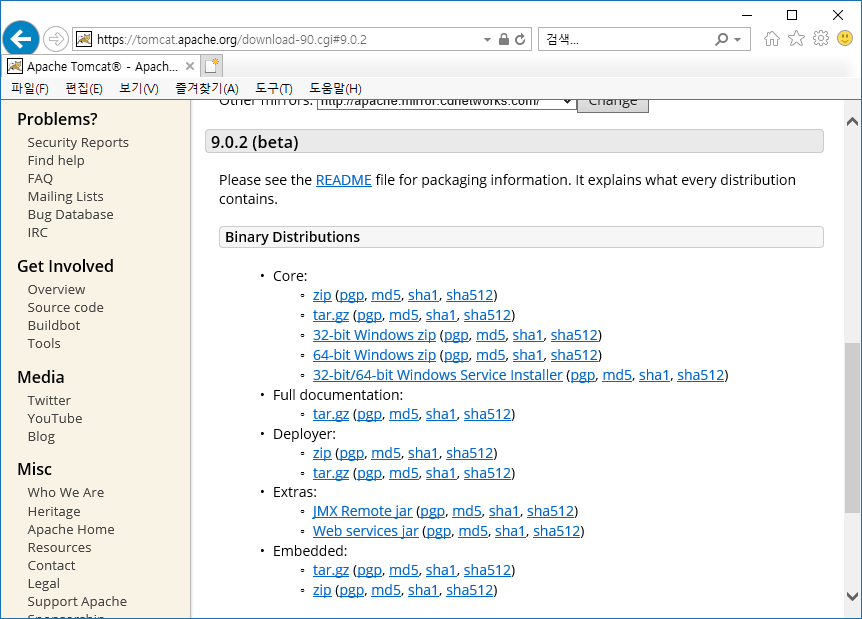 https://tomcat.apache.org/download-90.cgi#9.0.2
검색...
Apache Tomcat® - Apach...
파일(F) 편집(E) 보기(V) 즐겨찾기(A) 도구(T) 도움말(H)
Problems?
Security Reports
Find help
FAQ
Mailing Lists
Bug Database
IRC
Get Involved
Overview
Source code
Buildbot
Tools
Media
Twitter
YouTube
Blog
Misc
Who We Are
Heritage
Apache Home
Resources
Contact
Legal
Support Apache
Sponsorship
Other mirrors: http://apache.mirror.cdnetworks.com/ Change
9.0.2 (beta)
Please see the README file for packaging information. It explains what every distribution
contains.
Binary Distributions
• Core:
◦ zip (pgp, md5, sha1, sha512)
◦ tar.gz (pgp, md5, sha1, sha512)
◦ 32-bit Windows zip (pgp, md5, sha1, sha512)
◦ 64-bit Windows zip (pgp, md5, sha1, sha512)
◦ 32-bit/64-bit Windows Service Installer (pgp, md5, sha1, sha512)
• Full documentation:
◦ tar.gz (pgp, md5, sha1, sha512)
• Deployer:
◦ zip (pgp, md5, sha1, sha512)
◦ tar.gz (pgp, md5, sha1, sha512)
• Extras:
◦ JMX Remote jar (pgp, md5, sha1, sha512)
◦ Web services jar (pgp, md5, sha1, sha512)
• Embedded:
◦ tar.gz (pgp, md5, sha1, sha512)
◦ zip (pgp, md5, sha1, sha512)